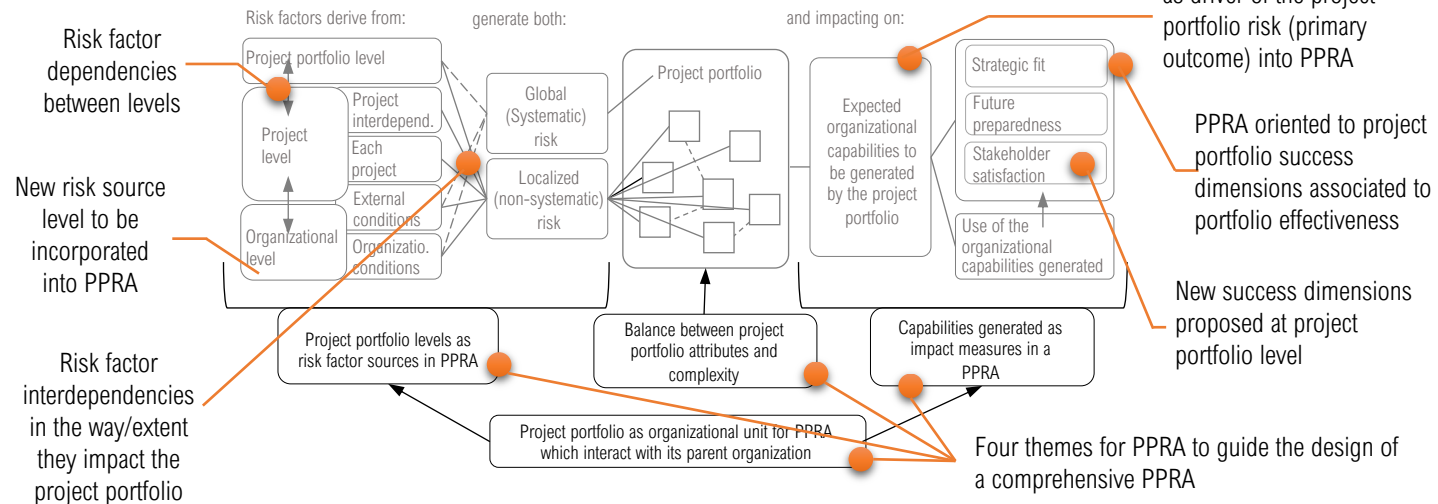 Risk factors derive from:
generate both:
and impacting on:
as driver of the project
portfolio risk (primary
outcome) into PPRA
Risk factor
dependencies
between levels
New risk source
level to be
incorporated
into PPRA
Risk factor
interdependencies
in the way/extent
they impact the
project portfolio
Project portfolio level
Project
level
Organizational
level
Project
interdepend.
Each
project
External
conditions
Organizatio.
conditions
Global
(Systematic)
risk
Localized
(non-systematic)
risk
Project portfolio
Expected
organizational
capabilities to
be generated
by the project
portfolio
Strategic fit
Future
preparedness
Stakeholder
satisfaction
Use of the
organizational
capabilities generated
PPRA oriented to project
portfolio success
dimensions associated to
portfolio effectiveness
New success dimensions
proposed at project
portfolio level
Project portfolio levels as
risk factor sources in PPRA
Balance between project
portfolio attributes and
complexity
Capabilities generated as
impact measures in a
PPRA
Project portfolio as organizational unit for PPRA
which interact with its parent organization
Four themes for PPRA to guide the design of
a comprehensive PPRA